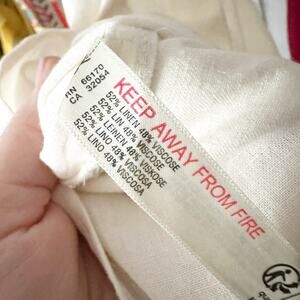 RN 66170
CA 32054
52% LINEN 48% VISCOSE
52% LIN 48% VISCOSE
52% LEINEN 48% VISKOSE
52% LINO 48% VISCOSA
52% LINO 48% VISCOSA
KEEP AWAY FROM FIRE